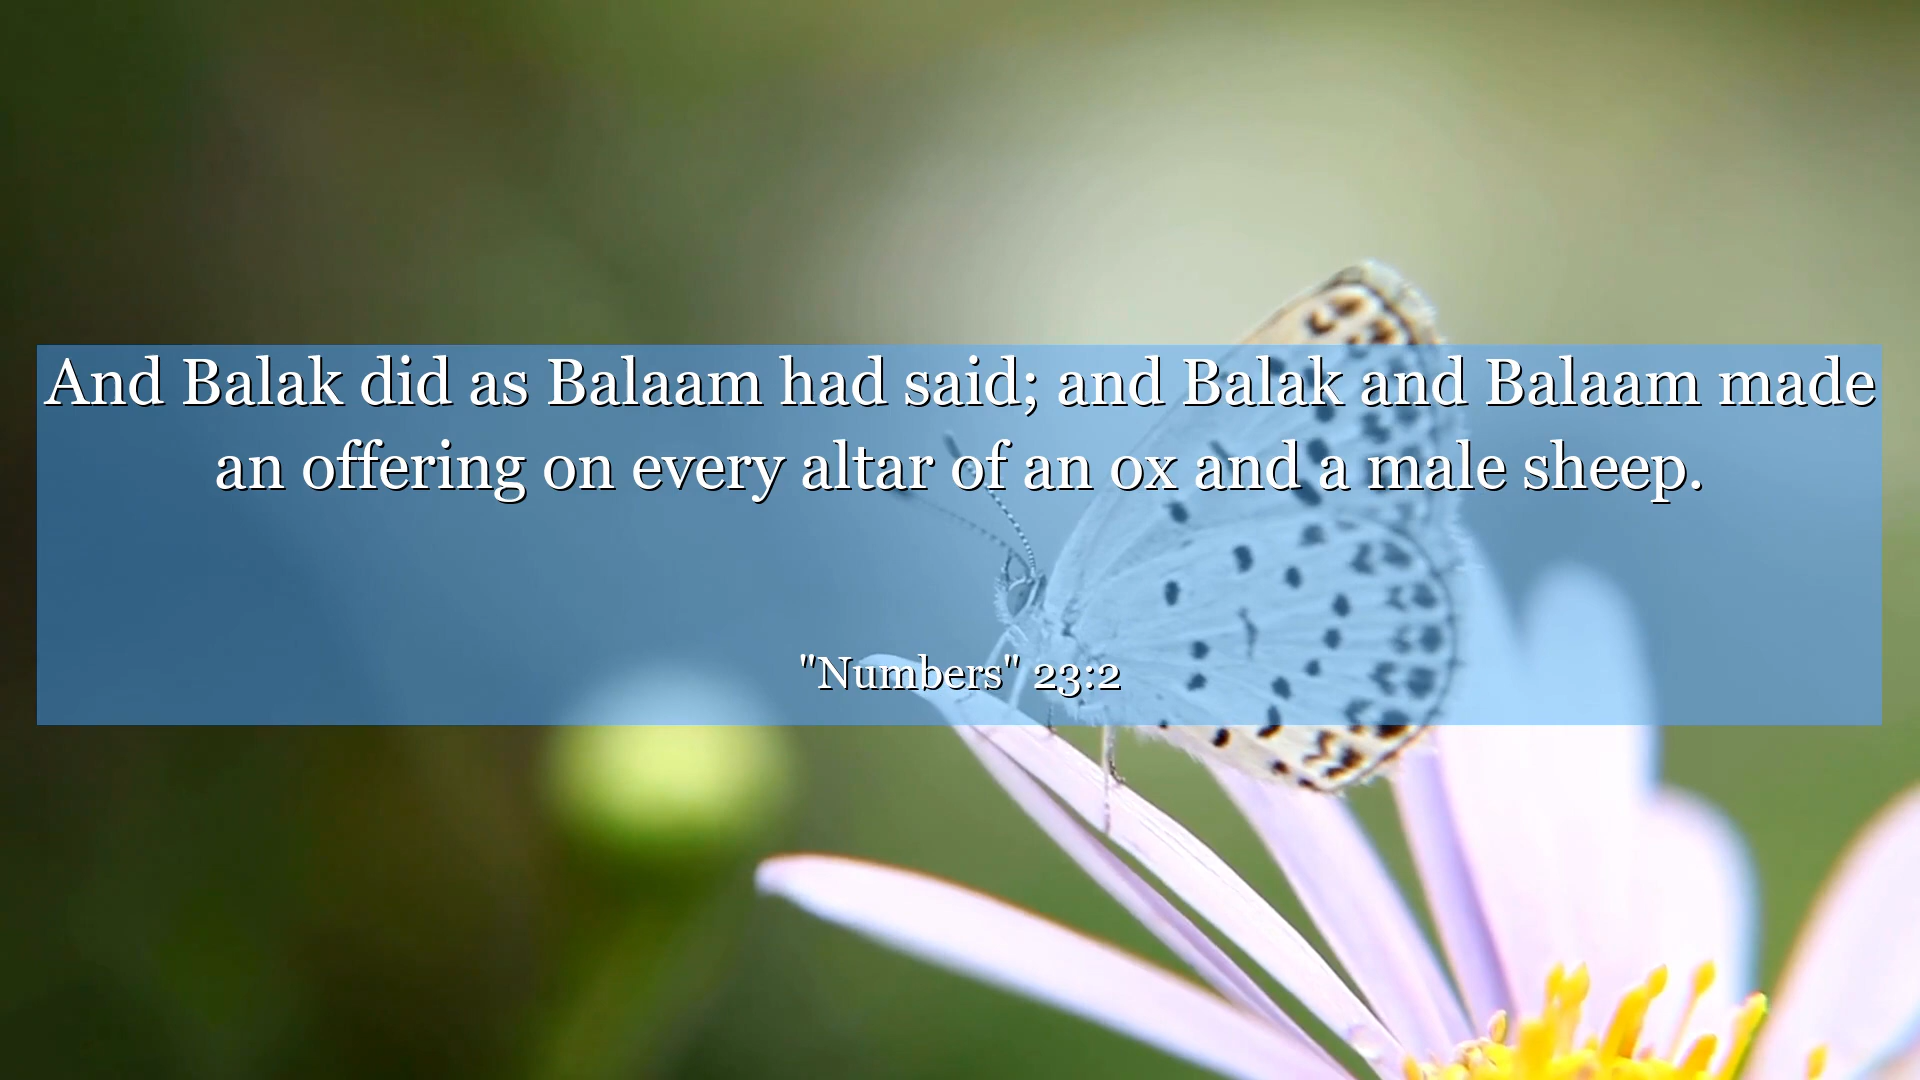 And Balak did as Balaam had said; and Balak and Balaam made
an offering on every altar of an ox and a male sheep.
"Numbers" 23:2